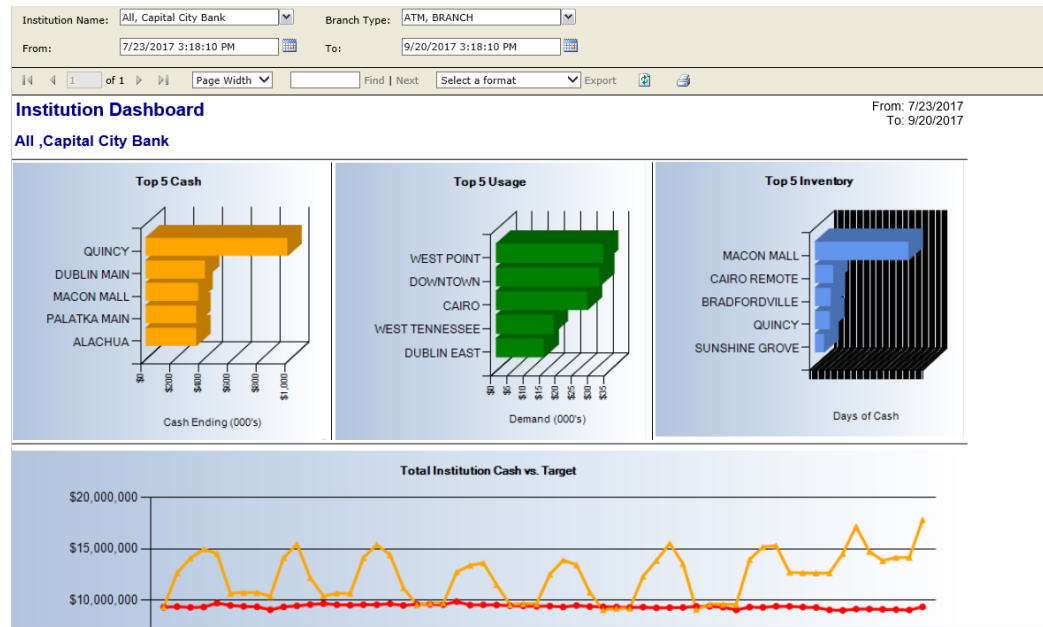 Institution Name: All, Capital City Bank Branch Type: ATM, BRANCH
From: 7/23/2017 3:18:10 PM To: 9/20/2017 3:18:10 PM
1 of 1 Page Width Find | Next Select a format Export
Institution Dashboard
From: 7/23/2017
To: 9/20/2017
All ,Capital City Bank
Top 5 Cash
QUINCY
DUBLIN MAIN
MACON MALL
PALATKA MAIN
ALACHUA
$0 $200 $400 $600 $800 $1,000
Cash Ending (000's)
Top 5 Usage
WEST POINT
DOWNTOWN
CAIRO
WEST TENNESSEE
DUBLIN EAST
$0 $5 $10 $15 $20 $25 $30 $35
Demand (000's)
Top 5 Inventory
MACON MALL
CAIRO REMOTE
BRADFORDVILLE
QUINCY
SUNSHINE GROVE
Days of Cash
Total Institution Cash vs. Target
$20,000,000
$15,000,000
$10,000,000